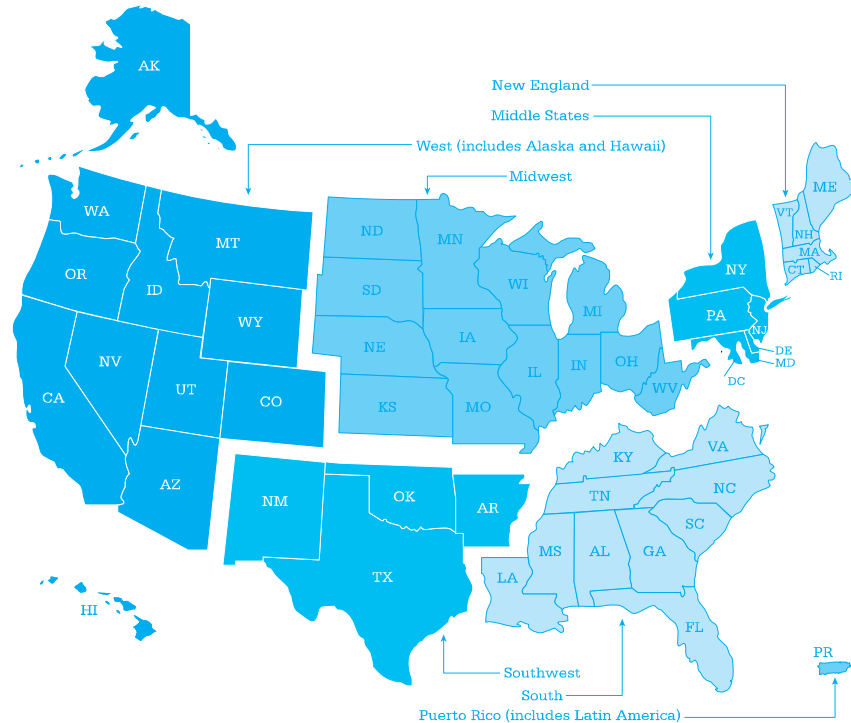 AK
New England
Middle States
West (includes Alaska and Hawaii)
Midwest
ME
WA
VT
MT
ND
MN
NH
MA
OR
NY
CT
RI
ID
SD
WI
WY
MI
PA
NJ
NV
NE
IA
DE
UT
OH
MD
CA
CO
IL
IN
DC
WV
KS
MO
VA
KY
AZ
NM
OK
TN
NC
AR
SC
MS
AL
GA
TX
LA
HI
FL
PR
Southwest
South
Puerto Rico (includes Latin America)